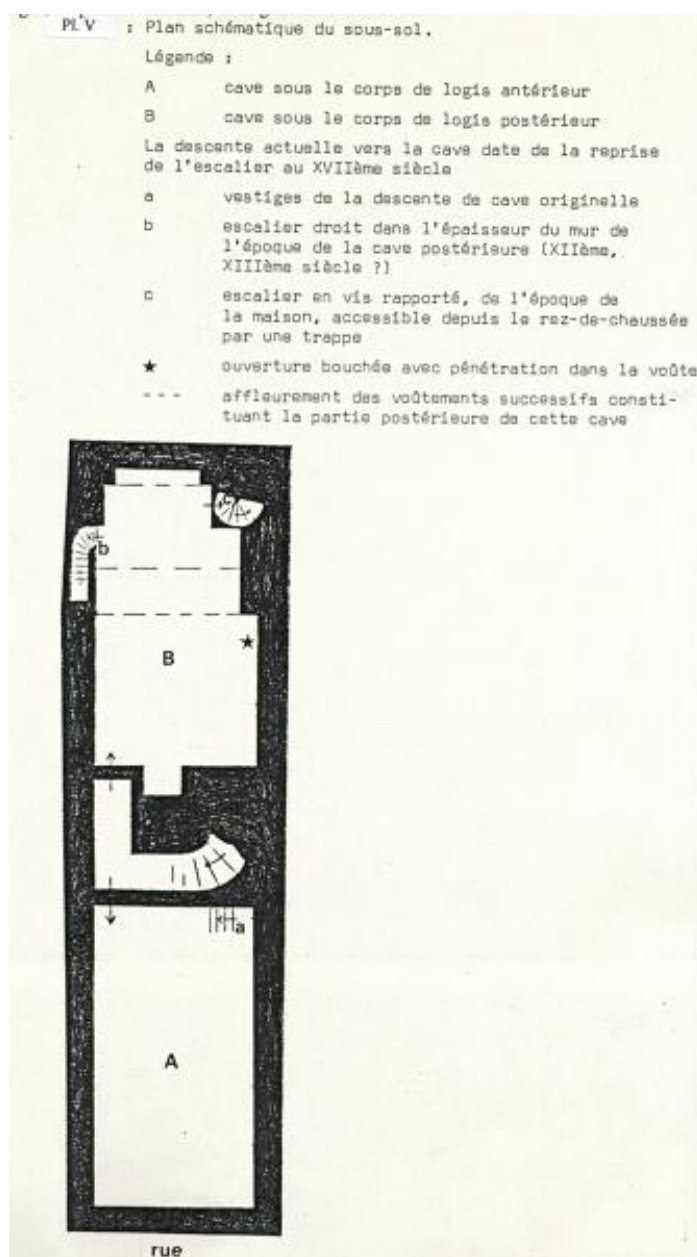 PL V : Plan schématique du sous-sol.
Légende :
A cave sous le corps de logis antérieur
B cave sous le corps de logis postérieur
La descente actuelle vers la cave date de la reprise
de l'escalier au XVIIème siècle
a vestiges de la descente de cave originelle
b escalier droit dans l'épaisseur du mur de
l'époque de la cave postérieure (XIIème,
XIIIème siècle ?)
c escalier en vis rapporté, de l'époque de
la maison, accessible depuis le rez-de-chaussée
par une trappe
★ ouverture bouchée avec pénétration dans la voûte
- - - affleurement des voûtements successifs consti-
tuant la partie postérieure de cette cave
c
b
B
a
A
rue